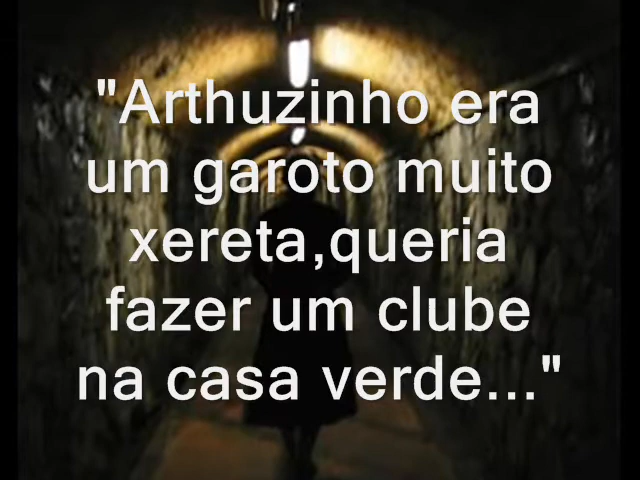 "Arthuzinho era
um garoto muito
xereta,queria
fazer um clube
na casa verde..."